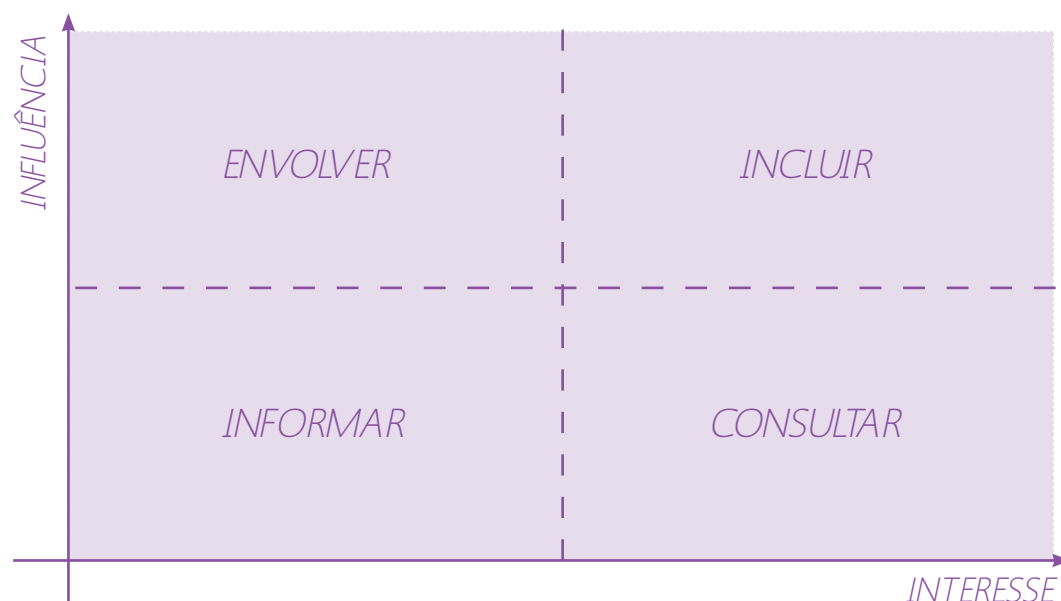 INFLUÊNCIA
ENVOLVER
INCLUIR
INFORMAR
CONSULTAR
INTERESSE